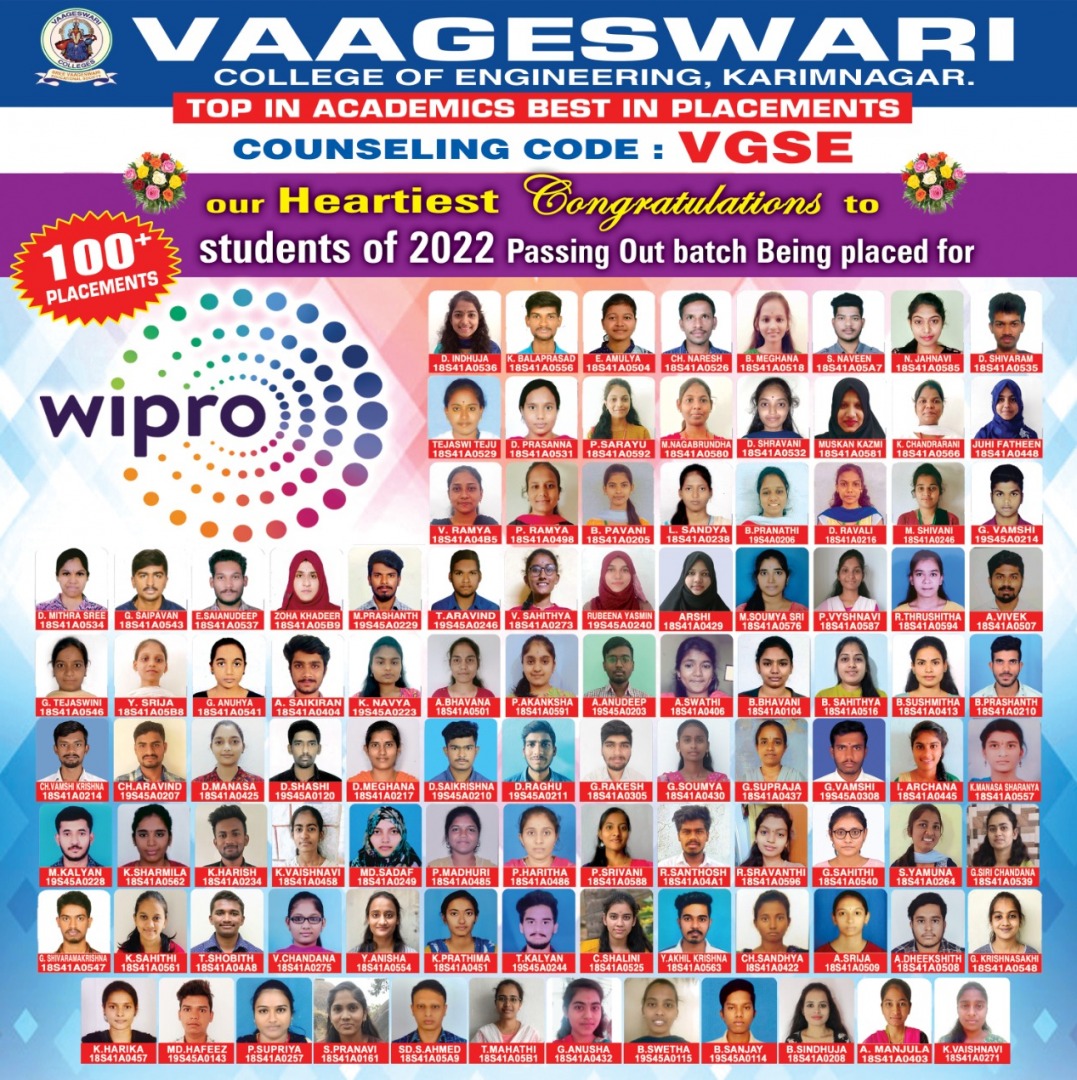 VAAGESWARI
COLLEGES
VAAGESWARI
COLLEGE OF ENGINEERING, KARIMNAGAR.
TOP IN ACADEMICS BEST IN PLACEMENTS
COUNSELING CODE : VGSE
our Heartiest Congratulations to
students of 2022 Passing Out batch Being placed for
100+
PLACEMENTS
wipro
D. INDHUJA K. BALAPRASAD E. AMULYA CH. NARESH B. MEGHANA S. NAVEEN N. JAHNAVI D. SHIVARAM
18S41A0536 18S41A0556 18S41A0504 18S41A0526 18S41A0518 18S41A05A7 18S41A0585 18S41A0535
TEJASWI TEJU D. PRASANNA P.SARAYU M.NAGABRUNDHA D. SHRAVANI MUSKAN KAZMI K. CHANDRARANI JUHI FATHEEN
18S41A0529 18S41A0531 18S41A0592 18S41A0580 18S41A0532 18S41A0581 18S41A0566 18S41A0448
V. RAMYA P. RAMYA B. PAVANI L. SANDYA B.PRANATHI D. RAVALI M. SHIVANI G. VAMSHI
18S41A04B5 18S41A0498 18S41A0205 18S41A0238 19S4A0206 18S41A0216 18S41A0246 19S45A0214
D. MITHRA SREE G. SAIPAVAN E.SAIANUDEEP ZOHA KHADEER M.PRASHANTH T.ARAVIND V. SAHITHYA RUBEENA YASMIN ARSHI M.SOUMYA SRI P.VYSHNAVI R.THRUSHITHA A.VIVEK
18S41A0534 18S41A0543 18S41A0537 18S41A05B9 19S45A0229 19S45A0246 18S41A0273 19S45A0240 18S41A0429 18S41A0576 18S41A0587 18S41A0594 18S41A0507
G. TEJASWINI Y. SRIJA G. ANUHYA A. SAIKIRAN K. NAVYA A.BHAVANA P.AKANKSHA A.ANUDEEP A.SWATHI B.BHAVANI B. SAHITHYA B.SUSHMITHA B.PRASHANTH
18S41A0546 18S41A05B8 18S41A0541 18S41A0404 19S45A0223 18S41A0501 18S41A0591 19S45A0203 18S41A0406 18S41A0104 18S41A0516 18S41A0413 18S41A0210
CH.VAMSHI KRISHNA CH.ARAVIND D.MANASA D.SHASHI D.MEGHANA D.SAIKRISHNA D.RAGHU G.RAKESH G.SOUMYA G.SUPRAJA G.VAMSHI I. ARCHANA K.MANASA SHARANYA
18S41A0214 19S45A0207 18S41A0425 19S45A0120 18S41A0217 19S45A0210 19S45A0211 18S41A0305 18S41A0430 18S41A0437 19S45A0308 18S41A0445 18S41A0557
M.KALYAN K.SHARMILA K.HARISH K.VAISHNAVI MD.SADAF P.MADHURI P.HARITHA P.SRIVANI R.SANTHOSH R.SRAVANTHI G.SAHITHI S.YAMUNA G.SIRI CHANDANA
19S45A0228 18S41A0562 18S41A0234 18S41A0458 18S41A0249 18S41A0485 18S41A0486 18S41A0588 18S41A04A1 18S41A0596 18S41A0540 18S41A0264 18S41A0539
G. SHIVARAMAKRISHNA K.SAHITHI T.SHOBITH V.CHANDANA Y.ANISHA K.PRATHIMA T.KALYAN C.SHALINI Y.AKHIL KRISHNA CH.SANDHYA A.SRIJA A.DHEEKSHITH G. KRISHNASAKHI
18S41A0547 18S41A0561 18S41A04A8 18S41A0275 18S41A0554 18S41A0451 19S45A0244 18S41A0525 18S41A0563 I8S41A0422 18S41A0509 18S41A0508 18S41A0548
K.HARIKA MD.HAFEEZ P.SUPRIYA S.PRANAVI SD.S.AHMED T.MAHATHI G.ANUSHA B.SWETHA B.SANJAY B.SINDHUJA A. MANJULA K.VAISHNAVI
18S41A0457 19S45A0143 18S41A0257 18S41A0161 18S41A05A9 18S41A05B1 18S41A0432 19S45A0115 19S45A0114 18S41A0208 18S41A0403 18S41A0271